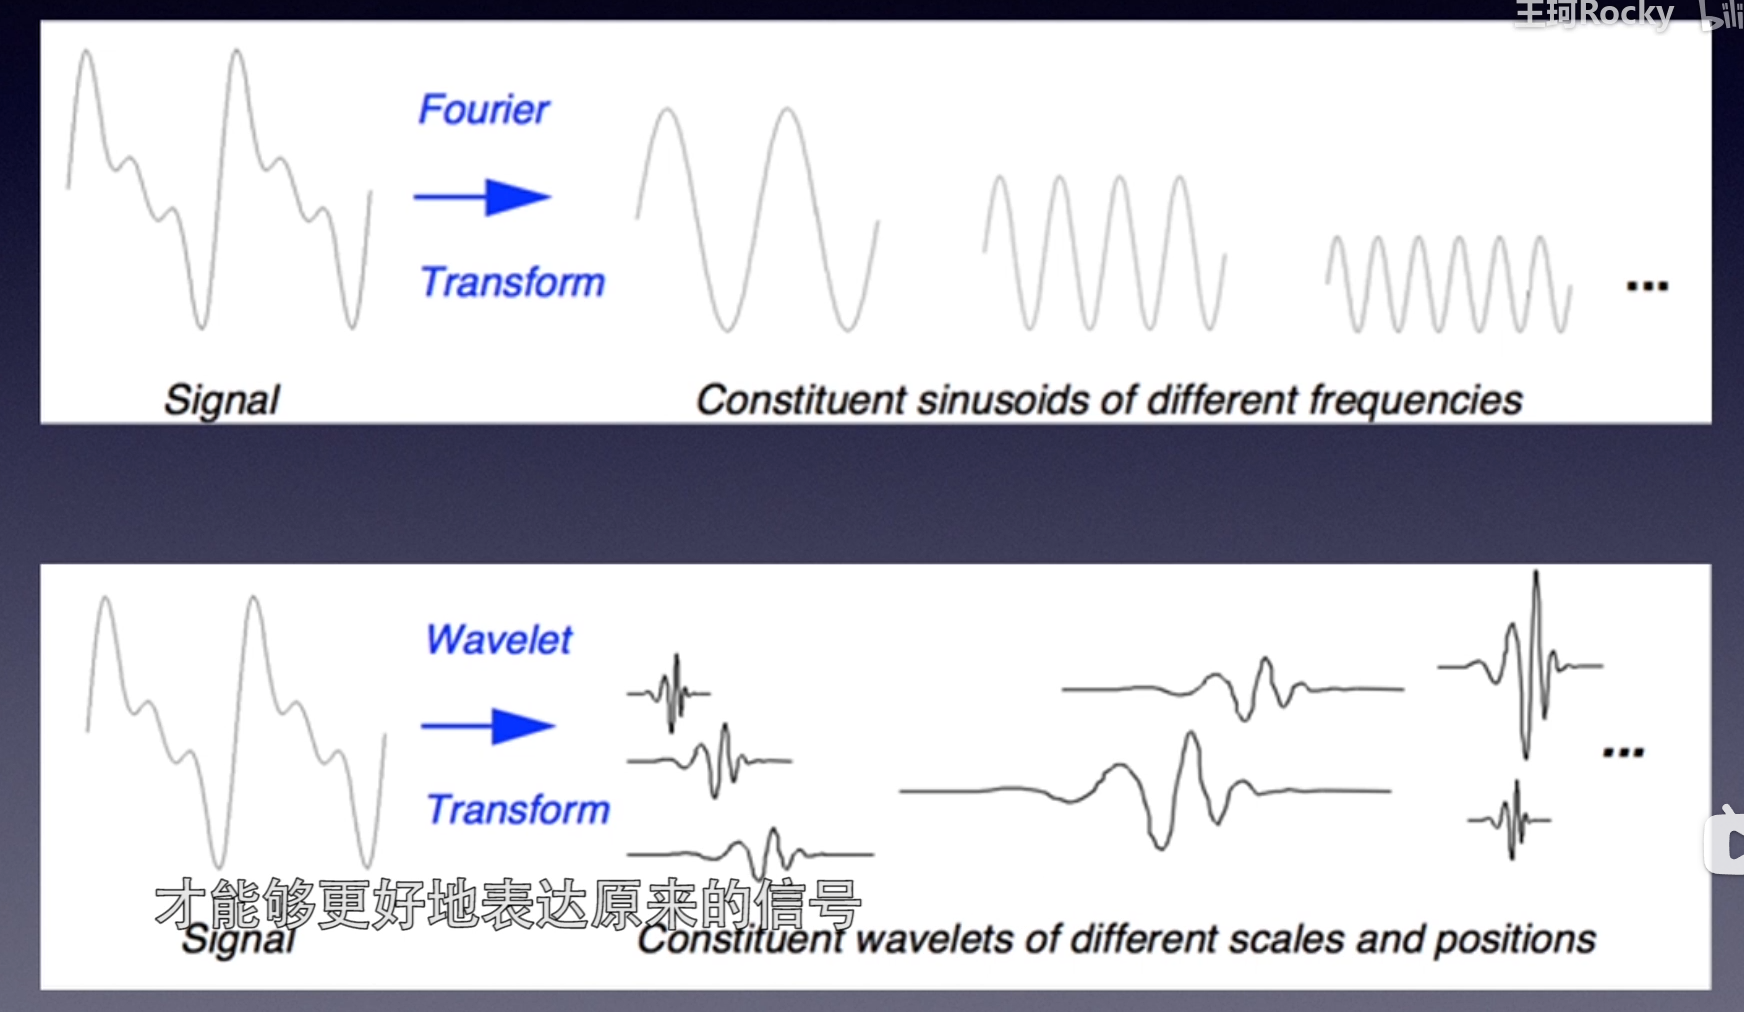 王珂Rocky
bili
Fourier
Transform
...
Signal
Constituent sinusoids of different frequencies
Wavelet
Transform
...
才能够更好地表达原来的信号
Signal
Constituent wavelets of different scales and positions